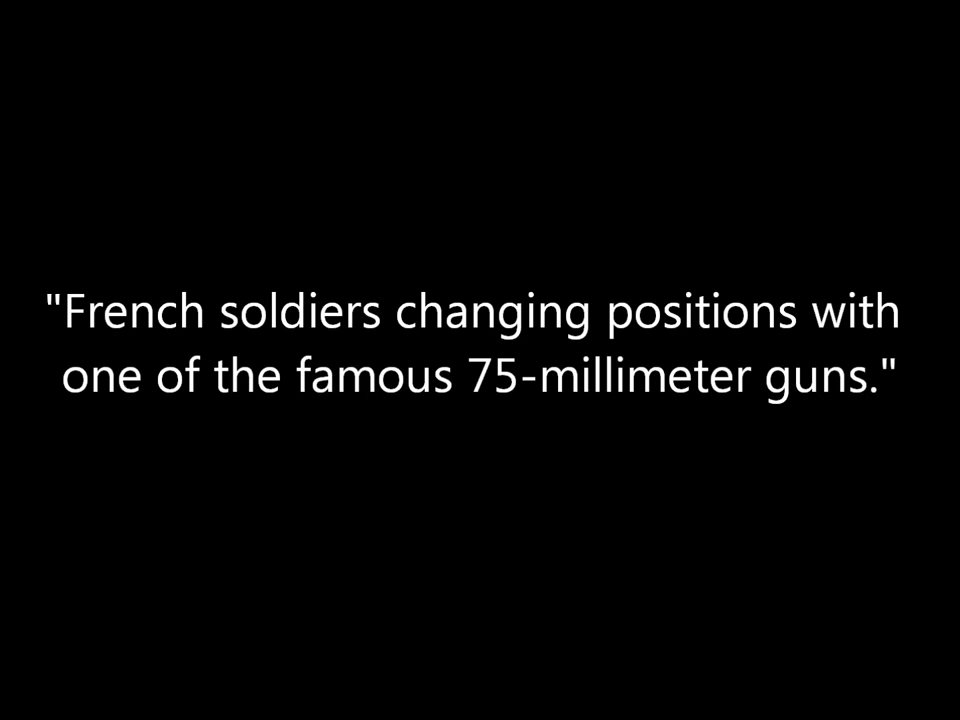 "French soldiers changing positions with
one of the famous 75-millimeter guns."